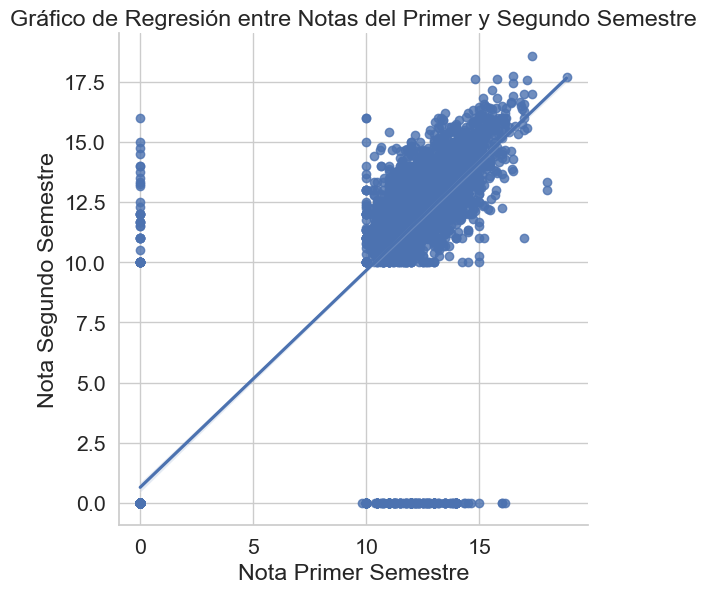 Gráfico de Regresión entre Notas del Primer y Segundo Semestre
Nota Segundo Semestre
17.5
15.0
12.5
10.0
7.5
5.0
2.5
0.0
0 5 10 15
Nota Primer Semestre